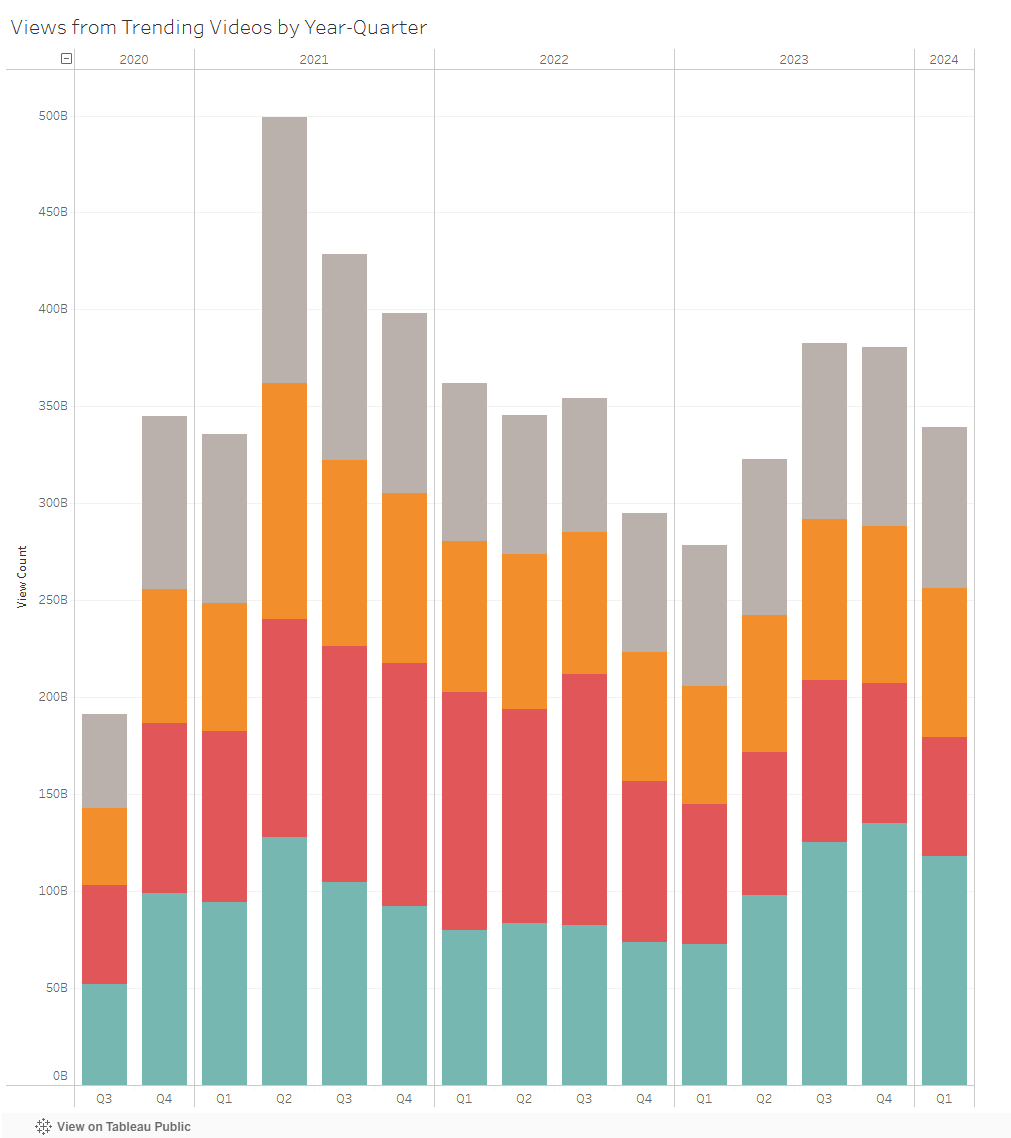 Views from Trending Videos by Year-Quarter
2020 2021 2022 2023 2024
500B
450B
400B
350B
300B
250B
200B
150B
100B
50B
0B
View Count
Q3 Q4 Q1 Q2 Q3 Q4 Q1 Q2 Q3 Q4 Q1 Q2 Q3 Q4 Q1
View on Tableau Public